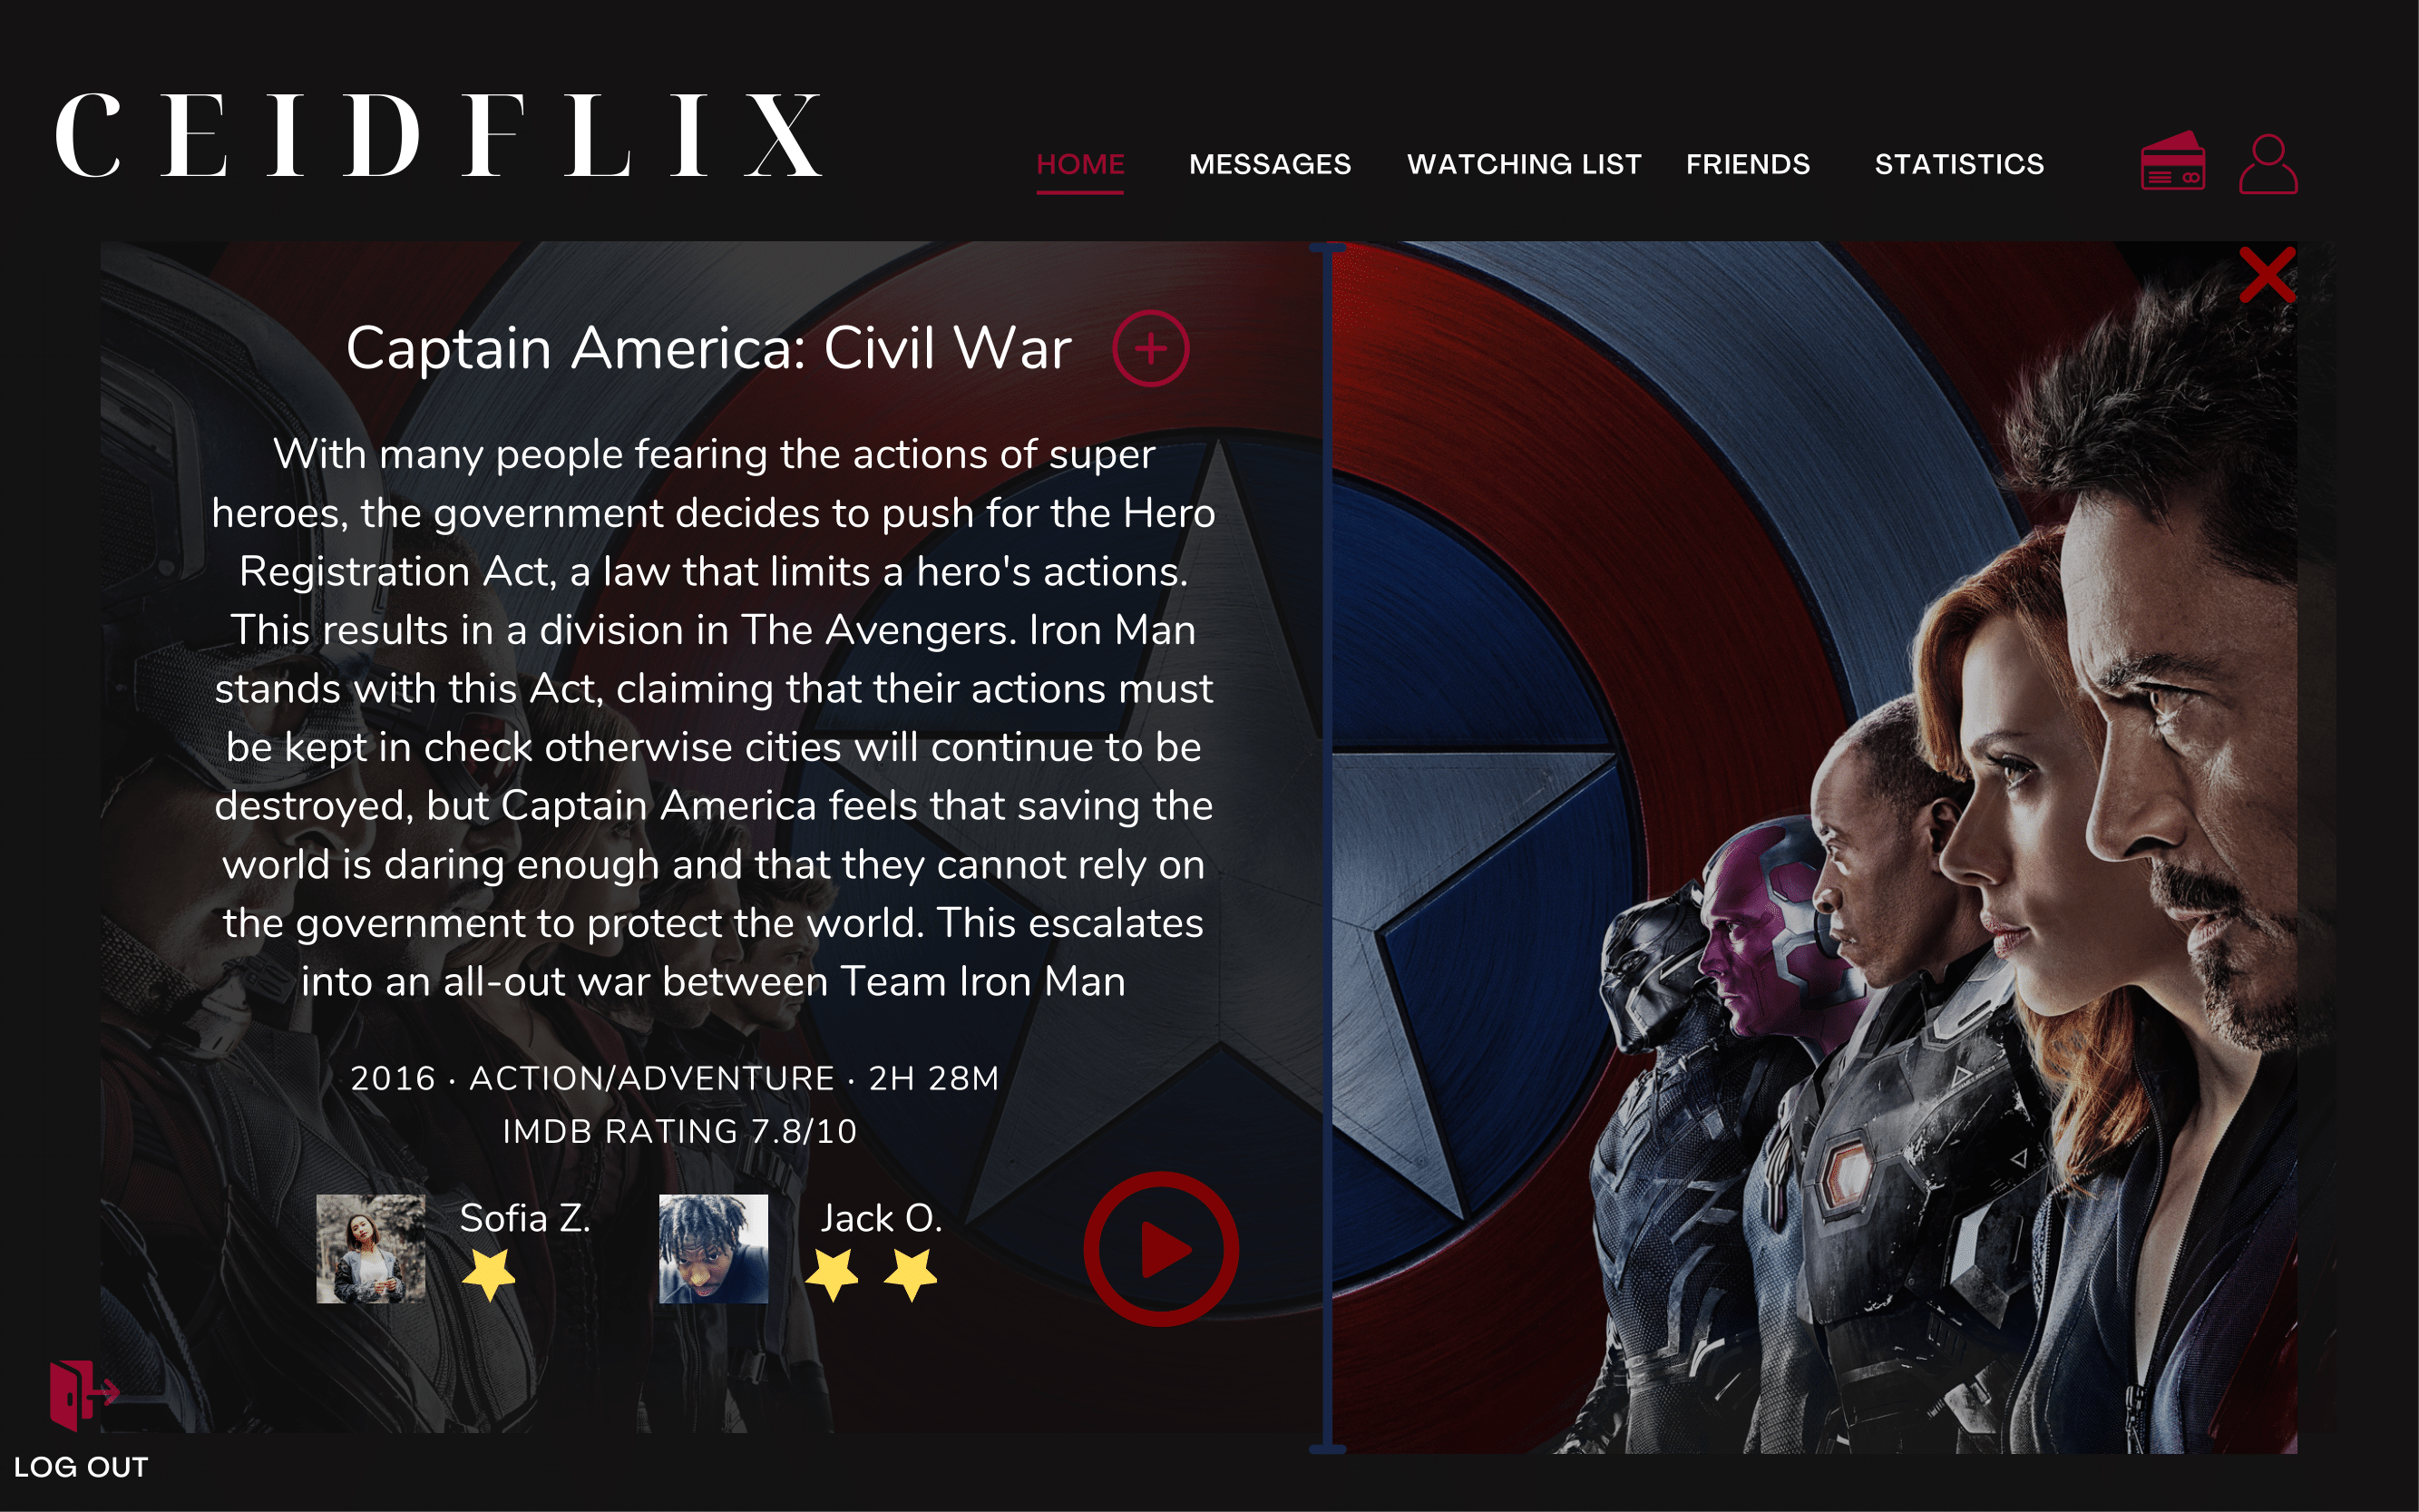 CEIDFLIX
HOME MESSAGES WATCHING LIST FRIENDS STATISTICS
Captain America: Civil War
With many people fearing the actions of super
heroes, the government decides to push for the Hero
Registration Act, a law that limits a hero's actions.
This results in a division in The Avengers. Iron Man
stands with this Act, claiming that their actions must
be kept in check otherwise cities will continue to be
destroyed, but Captain America feels that saving the
world is daring enough and that they cannot rely on
the government to protect the world. This escalates
into an all-out war between Team Iron Man
2016 · ACTION/ADVENTURE · 2H 28M
IMDB RATING 7.8/10
Sofia Z. Jack O.
LOG OUT